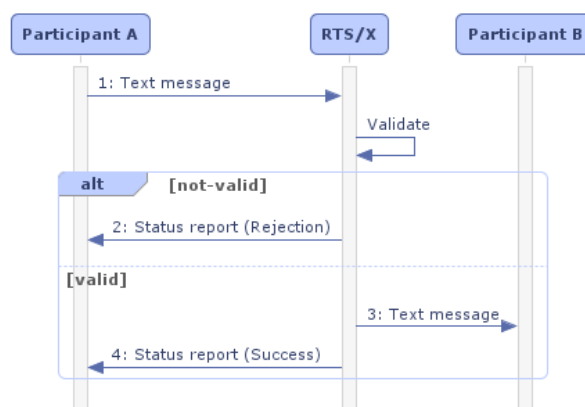 Participant A
RTS/X
Participant B
1: Text message
Validate
alt
[not-valid]
2: Status report (Rejection)
[valid]
3: Text message
4: Status report (Success)